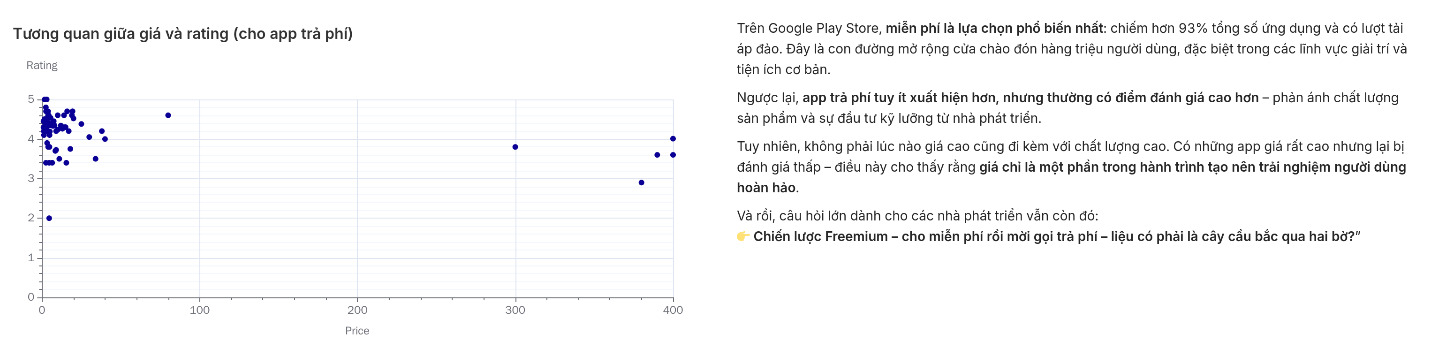 Tương quan giữa giá và rating (cho app trả phí)
Rating
5
4
3
2
1
0
0 100 200 300 400
Price
Trên Google Play Store, miễn phí là lựa chọn phổ biến nhất: chiếm hơn 93% tổng số ứng dụng và có lượt tải
áp đảo. Đây là con đường mở rộng cửa chào đón hàng triệu người dùng, đặc biệt trong các lĩnh vực giải trí và
tiện ích cơ bản.
Ngược lại, app trả phí tuy ít xuất hiện hơn, nhưng thường có điểm đánh giá cao hơn – phản ánh chất lượng
sản phẩm và sự đầu tư kỹ lưỡng từ nhà phát triển.
Tuy nhiên, không phải lúc nào giá cao cũng đi kèm với chất lượng cao. Có những app giá rất cao nhưng lại bị
đánh giá thấp – điều này cho thấy rằng giá chỉ là một phần trong hành trình tạo nên trải nghiệm người dùng
hoàn hảo.
Và rồi, câu hỏi lớn dành cho các nhà phát triển vẫn còn đó:
👉 Chiến lược Freemium – cho miễn phí rồi mời gọi trả phí – liệu có phải là cây cầu bắc qua hai bờ?”